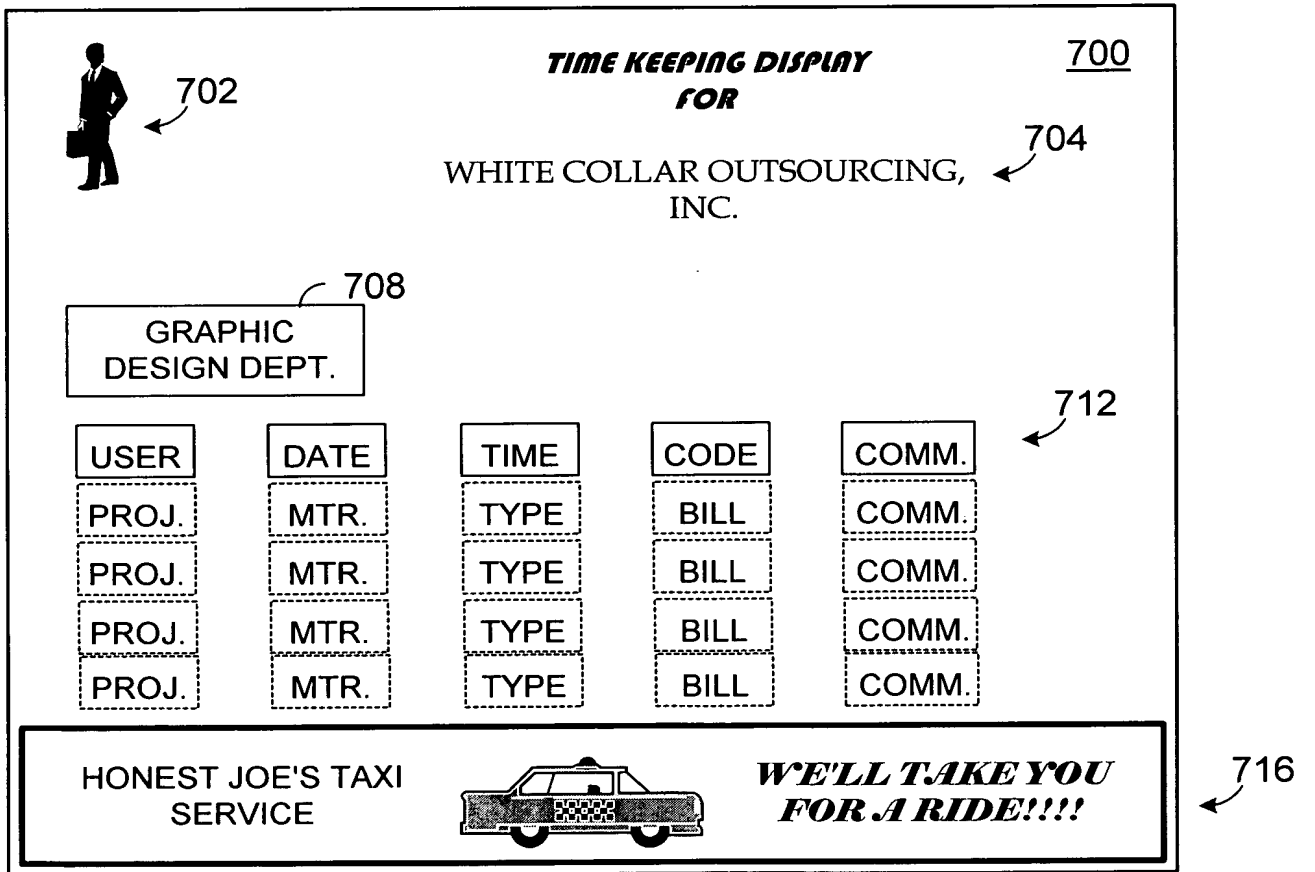 TIME KEEPING DISPLAY
FOR
700
702
704
WHITE COLLAR OUTSOURCING,
INC.
708
GRAPHIC
DESIGN DEPT.
712
USER DATE TIME CODE COMM.
PROJ. MTR. TYPE BILL COMM.
PROJ. MTR. TYPE BILL COMM.
PROJ. MTR. TYPE BILL COMM.
PROJ. MTR. TYPE BILL COMM.
HONEST JOE'S TAXI
SERVICE
WE'LL TAKE YOU
FOR A RIDE!!!!
716